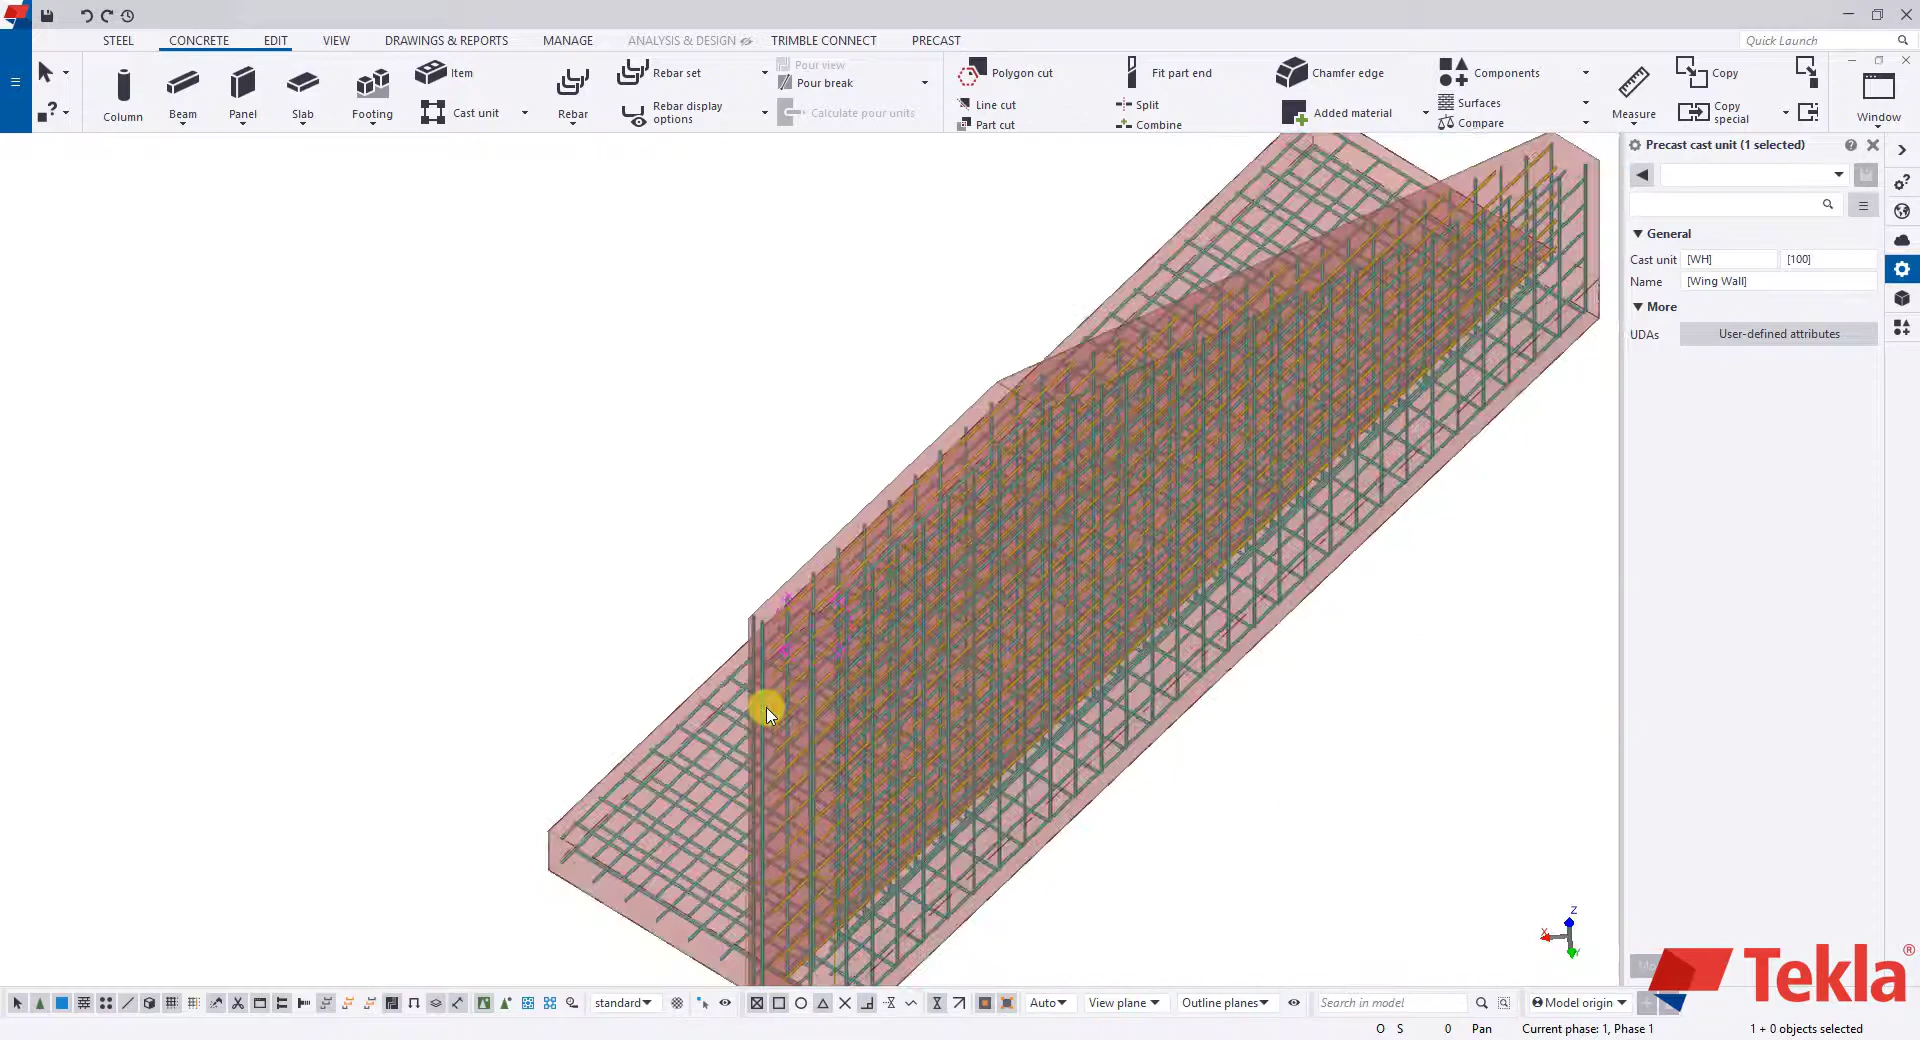 STEEL CONCRETE EDIT VIEW DRAWINGS & REPORTS MANAGE ANALYSIS & DESIGN TRIMBLE CONNECT PRECAST Quick Launch
Column
Beam
Panel
Slab
Footing
Item
Cast unit
Rebar
Rebar set
Rebar display
options
Pour view
Pour break
Calculate pour units
Polygon cut
Line cut
Part cut
Fit part end
Split
Combine
Chamfer edge
Added material
Components
Surfaces
Compare
Measure
Copy
Copy
special
Window
Precast cast unit (1 selected)
General
Cast unit [WH] [100]
Name [Wing Wall]
More
UDAs User-defined attributes
Z
X
Tekla®
standard Auto View plane Outline planes Search in model Model origin
O S 0 Pan Current phase: 1, Phase 1 1 + 0 objects selected